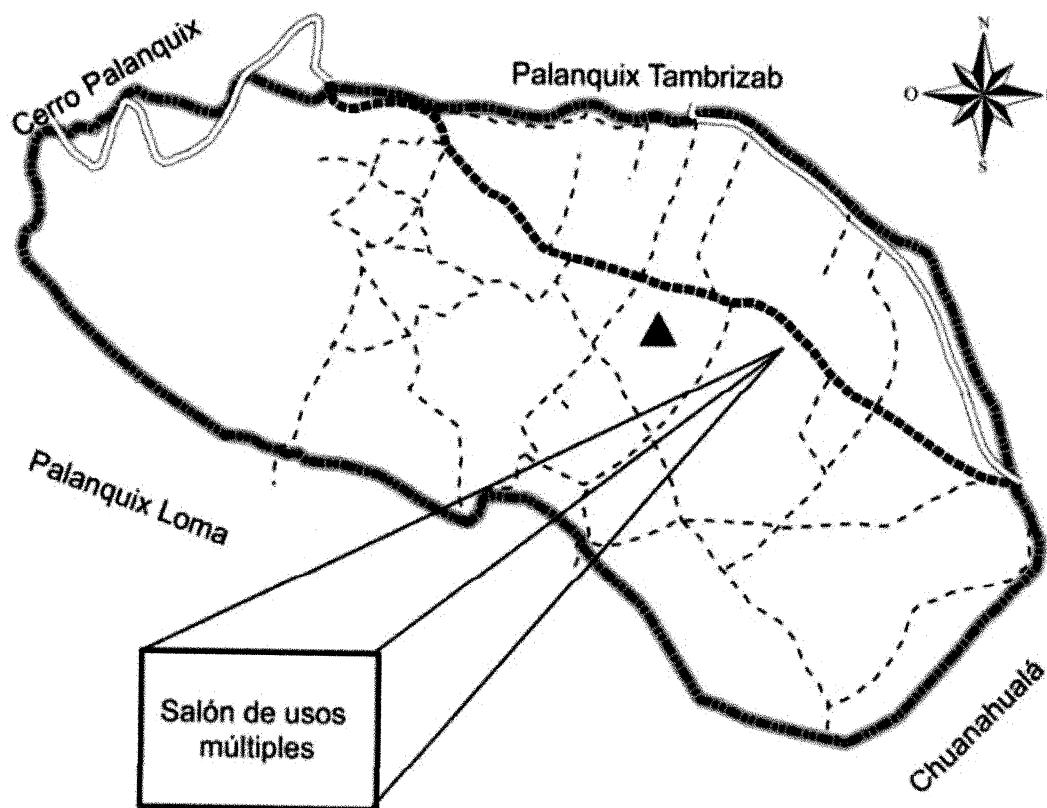 Cerro Palanquix
Palanquix Tambrizab
N
O
S
Palanquix Loma
Salón de usos
múltiples
Chuanahualá